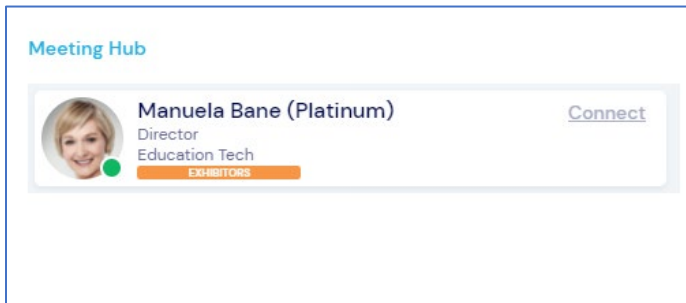 Meeting Hub
Manuela Bane (Platinum)
Connect
Director
Education Tech
EXHIBITORS